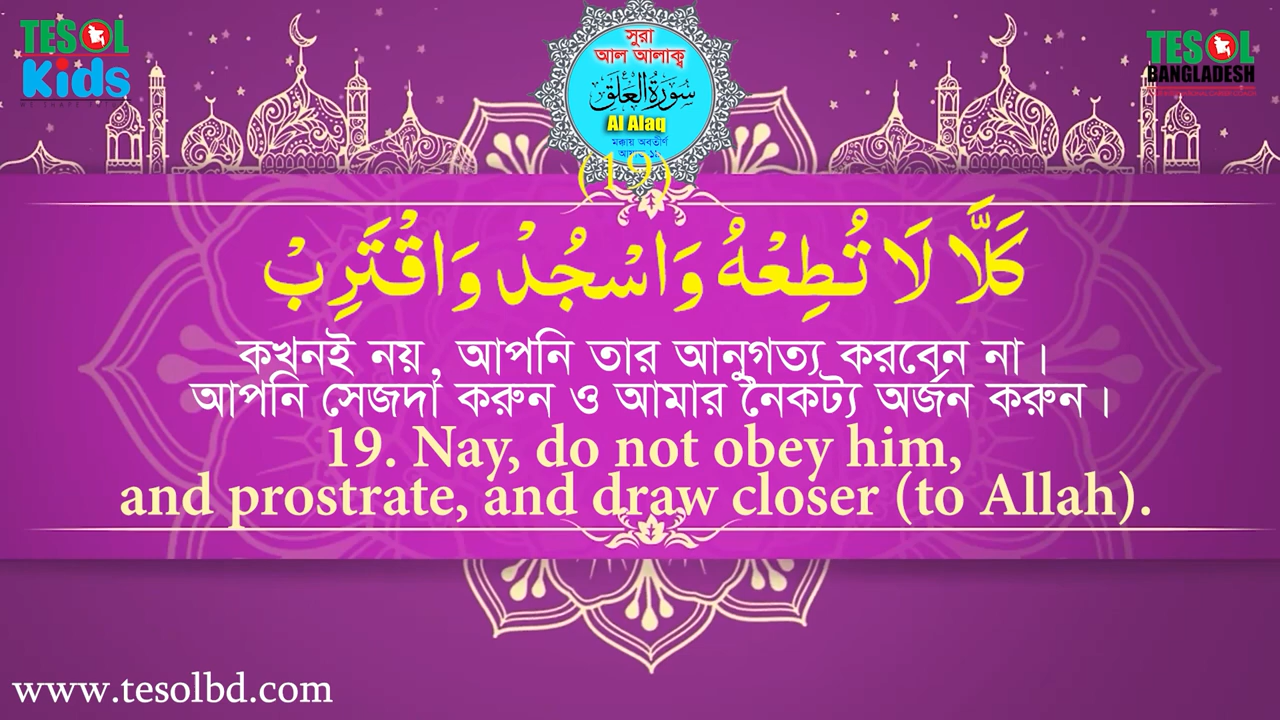 TESOL
Kids
সুরা
আল আলাক্ব
سُورَةُ العَلَق
Al Alaq
মক্কায় অবতীর্ণ
TESOL
BANGLADESH
(19)
كَلَّا لَا تُطِعْهُ وَاسْجُدْ وَاقْتَرِبْ
কখনই নয়, আপনি তার আনুগত্য করবেন না।
আপনি সেজদা করুন ও আমার নৈকট্য অর্জন করুন।
19. Nay, do not obey him,
and prostrate, and draw closer (to Allah).
www.tesolbd.com